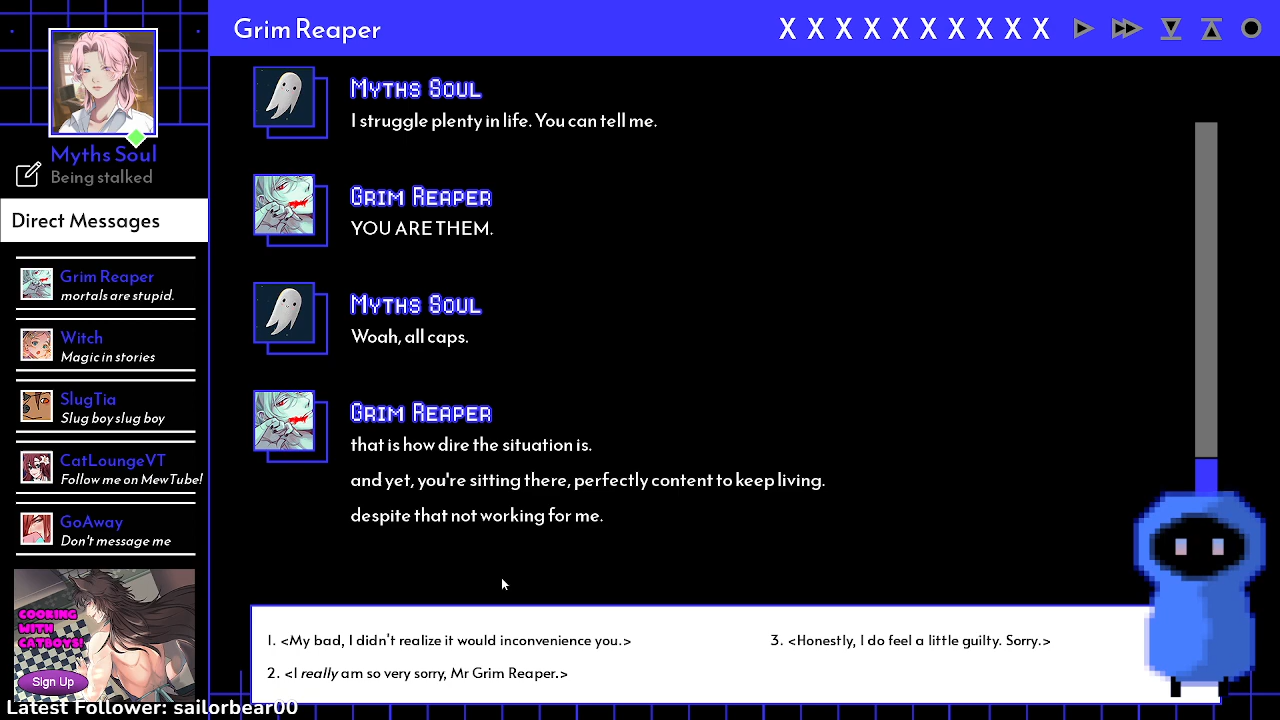 Grim Reaper
X X X X X X X X X X
Myths Soul
Being stalked
Direct Messages
Grim Reaper
mortals are stupid.
Witch
Magic in stories
SlugTia
Slug boy slug boy
CatLoungeVT
Follow me on MewTube!
GoAway
Don't message me
COOKING
WITH
CATBOYS!
Sign Up
Latest Follower: sailorbear00
Myths Soul
I struggle plenty in life. You can tell me.
Grim Reaper
YOU ARE THEM.
Myths Soul
Woah, all caps.
Grim Reaper
that is how dire the situation is.
and yet, you're sitting there, perfectly content to keep living.
despite that not working for me.
1. <My bad, I didn't realize it would inconvenience you.>
2. <I really am so very sorry, Mr Grim Reaper.>
3. <Honestly, I do feel a little guilty. Sorry.>